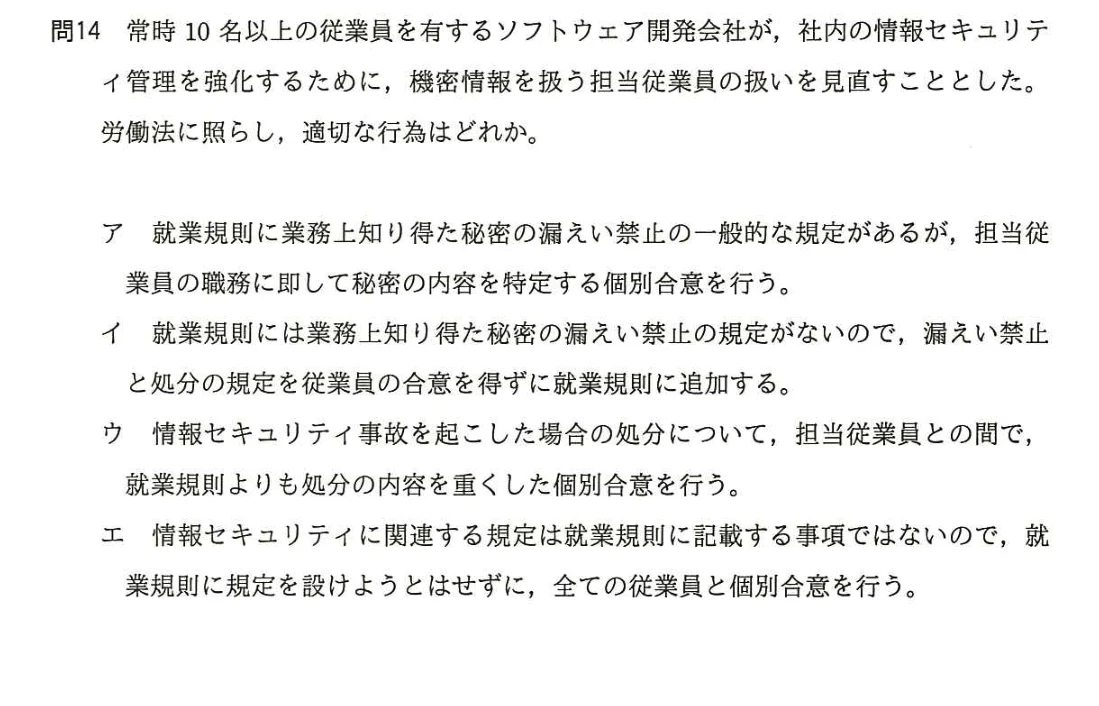 問14 常時 10 名以上の従業員を有するソフトウェア開発会社が，社内の情報セキュリテ
ィ管理を強化するために，機密情報を扱う担当従業員の扱いを見直すこととした。
労働法に照らし，適切な行為はどれか。
ア 就業規則に業務上知り得た秘密の漏えい禁止の一般的な規定があるが，担当従
業員の職務に即して秘密の内容を特定する個別合意を行う。
イ 就業規則には業務上知り得た秘密の漏えい禁止の規定がないので，漏えい禁止
と処分の規定を従業員の合意を得ずに就業規則に追加する。
ウ 情報セキュリティ事故を起こした場合の処分について，担当従業員との間で，
就業規則よりも処分の内容を重くした個別合意を行う。
エ 情報セキュリティに関連する規定は就業規則に記載する事項ではないので，就
業規則に規定を設けようとはせずに，全ての従業員と個別合意を行う。